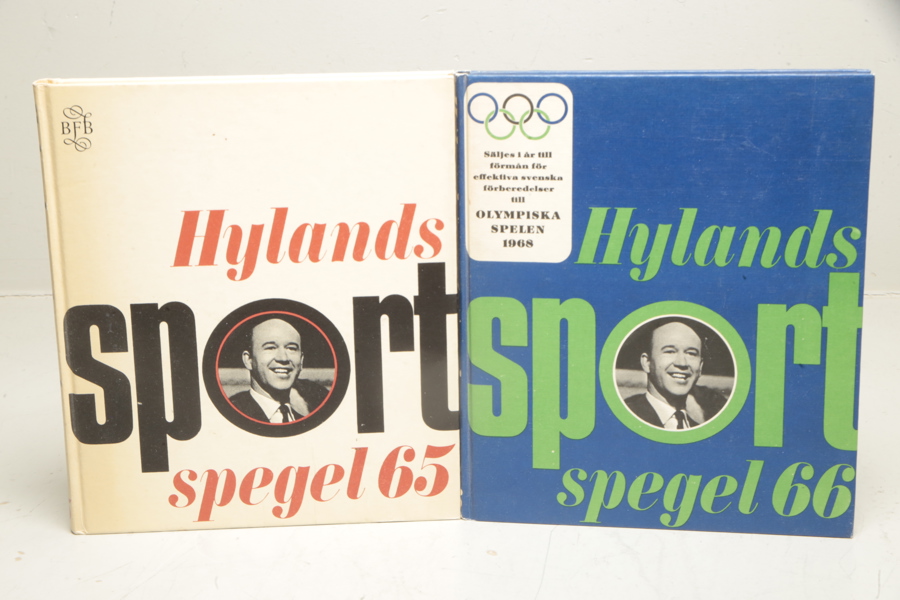 BFB
Hylands
sport
spegel 65
Säljes i år till
förmån för
effektiva svenska
förberedelser
till
OLYMPISKA
SPELEN
1968
Hylands
sport
spegel 66